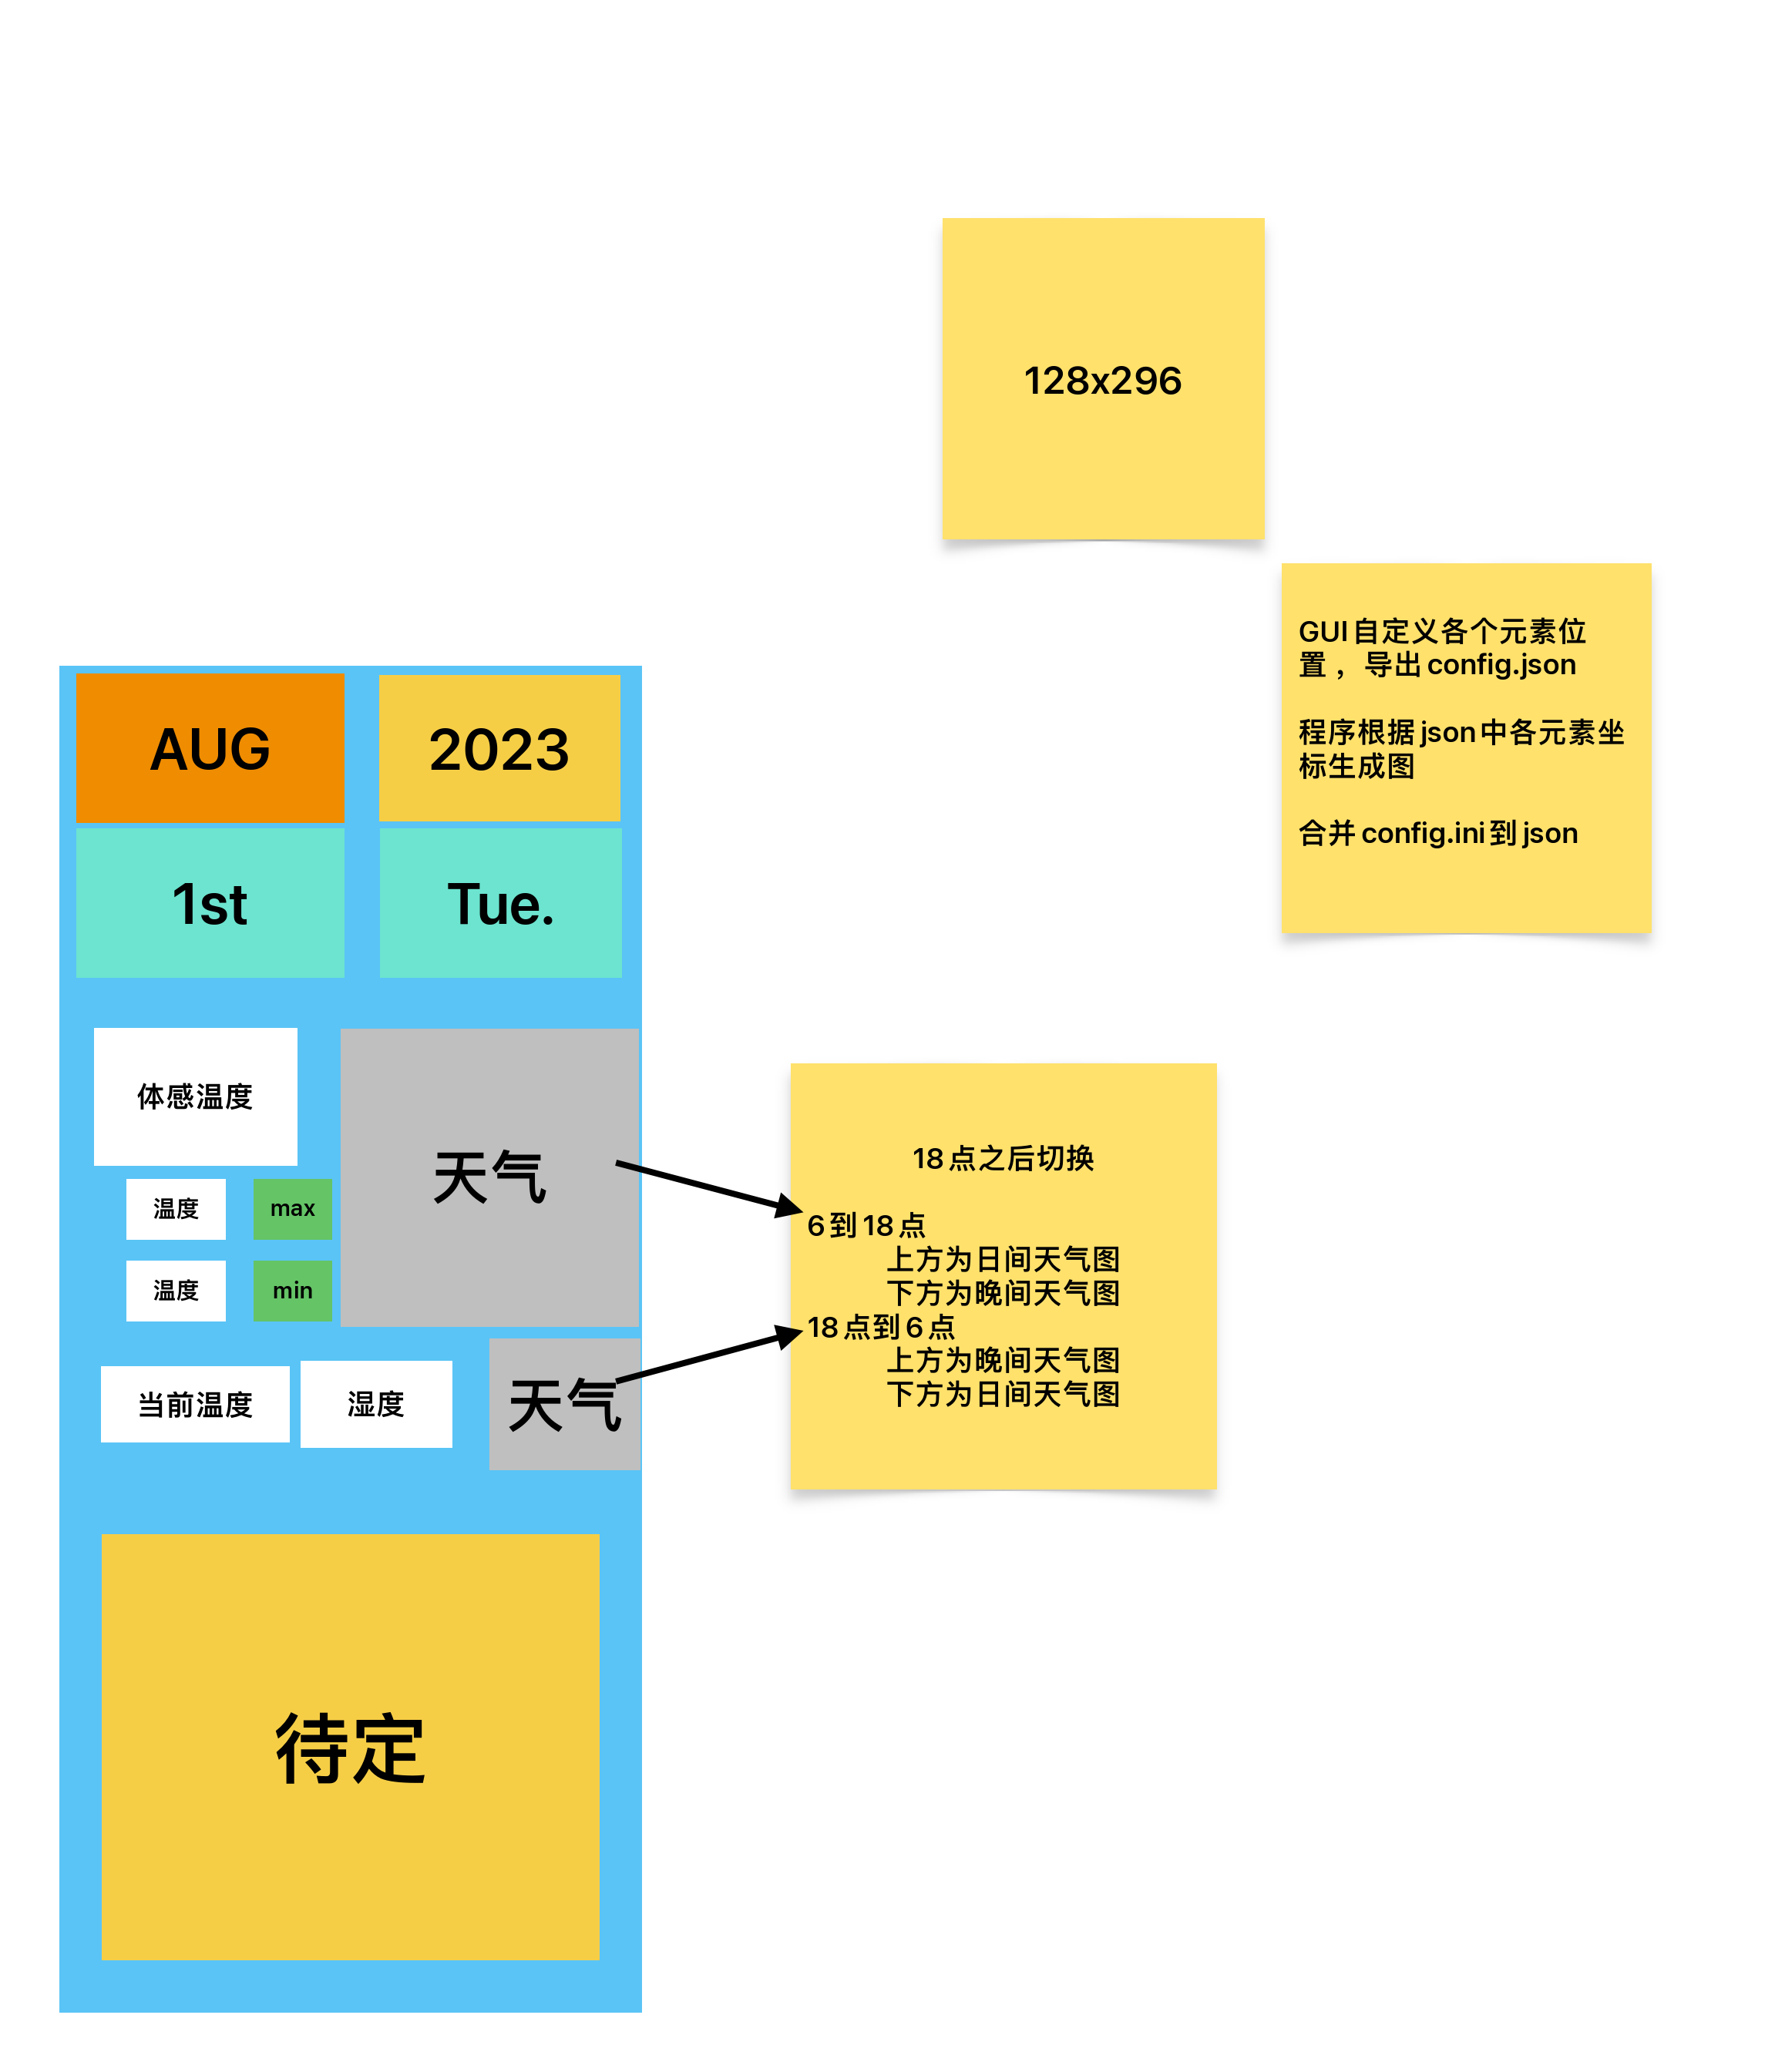 128x296
GUI自定义各个元素位
置，导出config.json
程序根据json中各元素坐
标生成图
合并config.ini到json
AUG
2023
1st
Tue.
体感温度
天气
温度
max
温度
min
当前温度
湿度
天气
18点之后切换
6到18点
上方为日间天气图
下方为晚间天气图
18点到6点
上方为晚间天气图
下方为日间天气图
待定